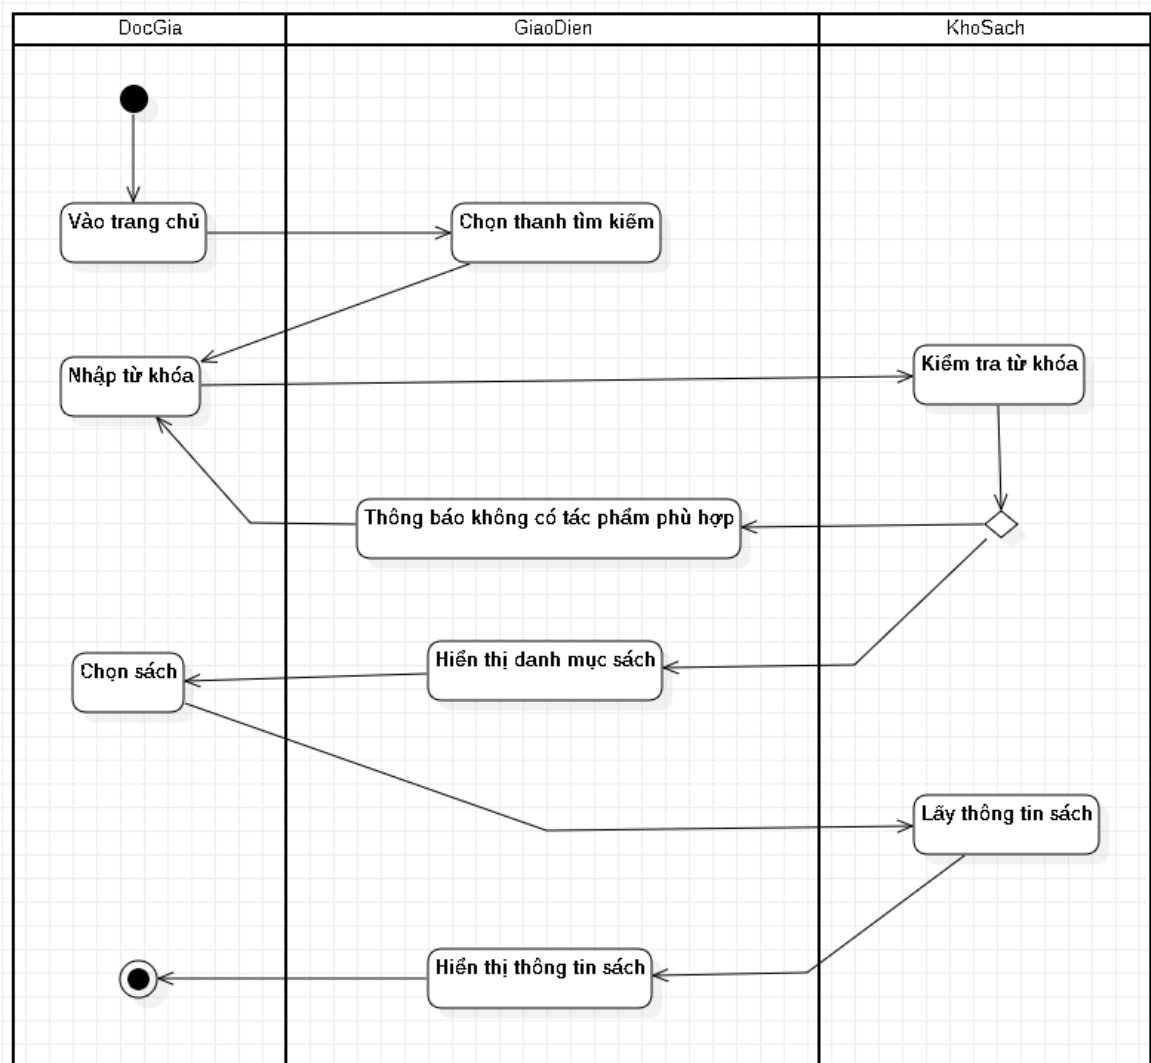 DocGia
GiaoDien
KhoSach
Vào trang chủ
Chọn thanh tìm kiếm
Nhập từ khóa
Kiểm tra từ khóa
Thông báo không có tác phẩm phù hợp
Chọn sách
Hiển thị danh mục sách
Lấy thông tin sách
Hiển thị thông tin sách